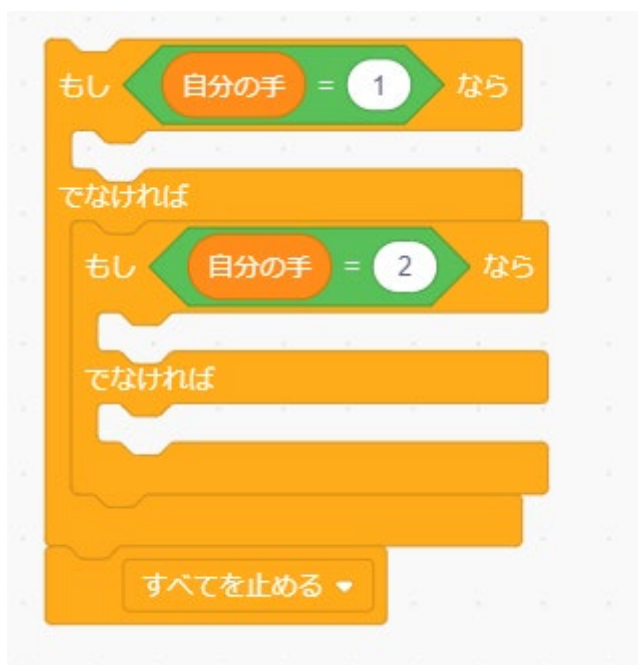 もし 自分の手 = 1 なら
でなければ
もし 自分の手 = 2 なら
でなければ
すべてを止める